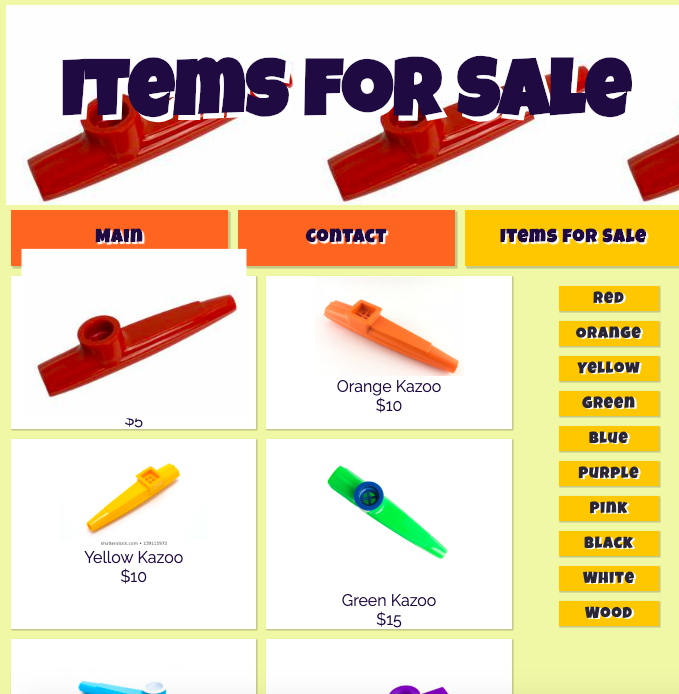 Items For Sale
Main
Contact
Items For Sale
$5
Orange Kazoo
$10
shutterstock.com • 139115972
Yellow Kazoo
$10
Green Kazoo
$15
Red
Orange
Yellow
Green
Blue
Purple
Pink
Black
White
Wood